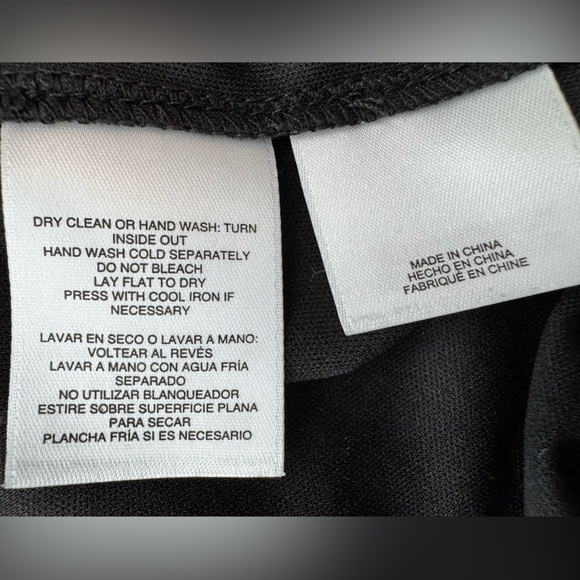 DRY CLEAN OR HAND WASH: TURN
INSIDE OUT
HAND WASH COLD SEPARATELY
DO NOT BLEACH
LAY FLAT TO DRY
PRESS WITH COOL IRON IF
NECESSARY
LAVAR EN SECO O LAVAR A MANO:
VOLTEAR AL REVÉS
LAVAR A MANO CON AGUA FRÍA
SEPARADO
NO UTILIZAR BLANQUEADOR
ESTIRE SOBRE SUPERFICIE PLANA
PARA SECAR
PLANCHA FRÍA SI ES NECESARIO
MADE IN CHINA
HECHO EN CHINA
FABRIQUÉ EN CHINE